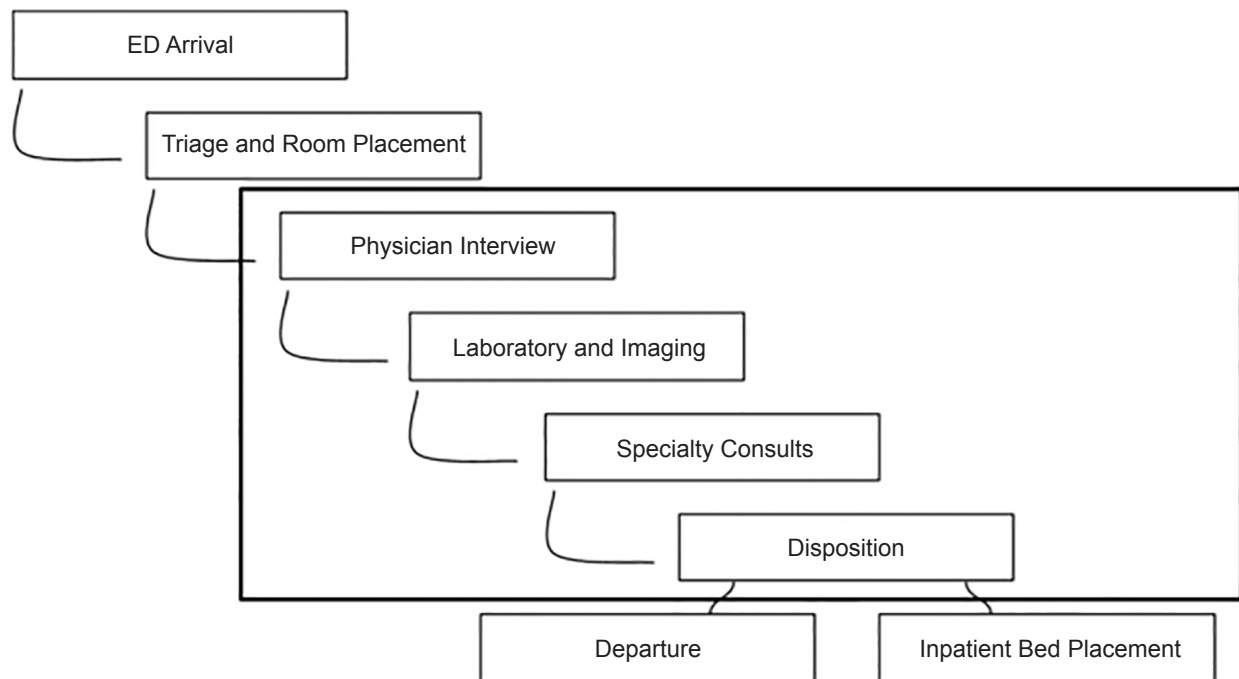 ED Arrival
Triage and Room Placement
Physician Interview
Laboratory and Imaging
Specialty Consults
Disposition
Departure
Inpatient Bed Placement